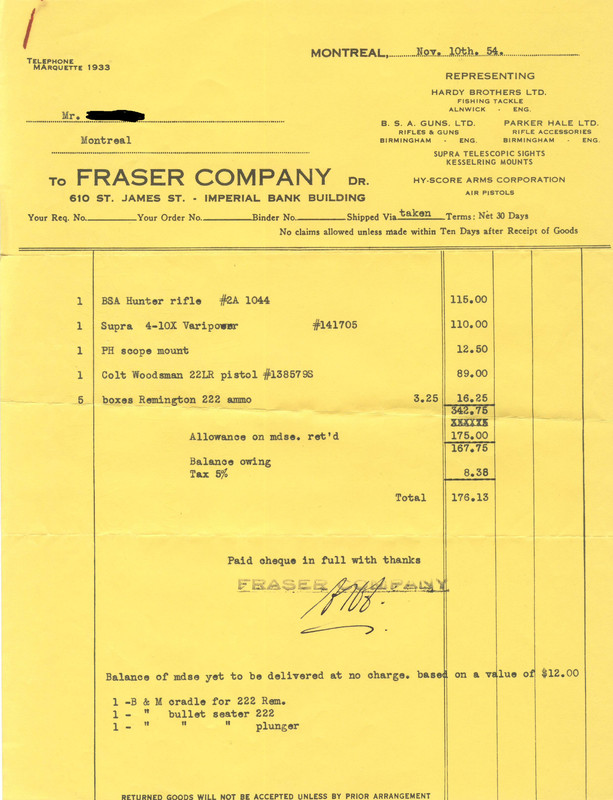 TELEPHONE
MARQUETTE 1933
MONTREAL, Nov. 10th. 54.
REPRESENTING
HARDY BROTHERS LTD.
FISHING TACKLE
ALNWICK - ENG.
Mr.
B. S. A. GUNS. LTD. PARKER HALE LTD.
RIFLES & GUNS RIFLE ACCESSORIES
BIRMINGHAM - ENG. BIRMINGHAM - ENG.
Montreal
SUPRA TELESCOPIC SIGHTS
KESSELRING MOUNTS
TO FRASER COMPANY DR.
HY-SCORE ARMS CORPORATION
AIR PISTOLS
610 ST. JAMES ST. - IMPERIAL BANK BUILDING
Your Req. No. Your Order No. Binder No. Shipped Via taken Terms: Net 30 Days
No claims allowed unless made within Ten Days after Receipt of Goods
1 BSA Hunter rifle #2A 1044 115.00
1 Supra 4-10X Varipower #141705 110.00
1 PH scope mount 12.50
1 Colt Woodsman 22LR pistol #138579S 89.00
5 boxes Remington 222 ammo 3.25 16.25
342.75
Allowance on mdse. ret'd 175.00
167.75
Balance owing
Tax 5% 8.38
Total 176.13
Paid cheque in full with thanks
FRASER COMPANY
Balance of mdse yet to be delivered at no charge. based on a value of $12.00
1 -B & M cradle for 222 Rem.
1 - " bullet seater 222
1 - " " " plunger
RETURNED GOODS WILL NOT BE ACCEPTED UNLESS BY PRIOR ARRANGEMENT